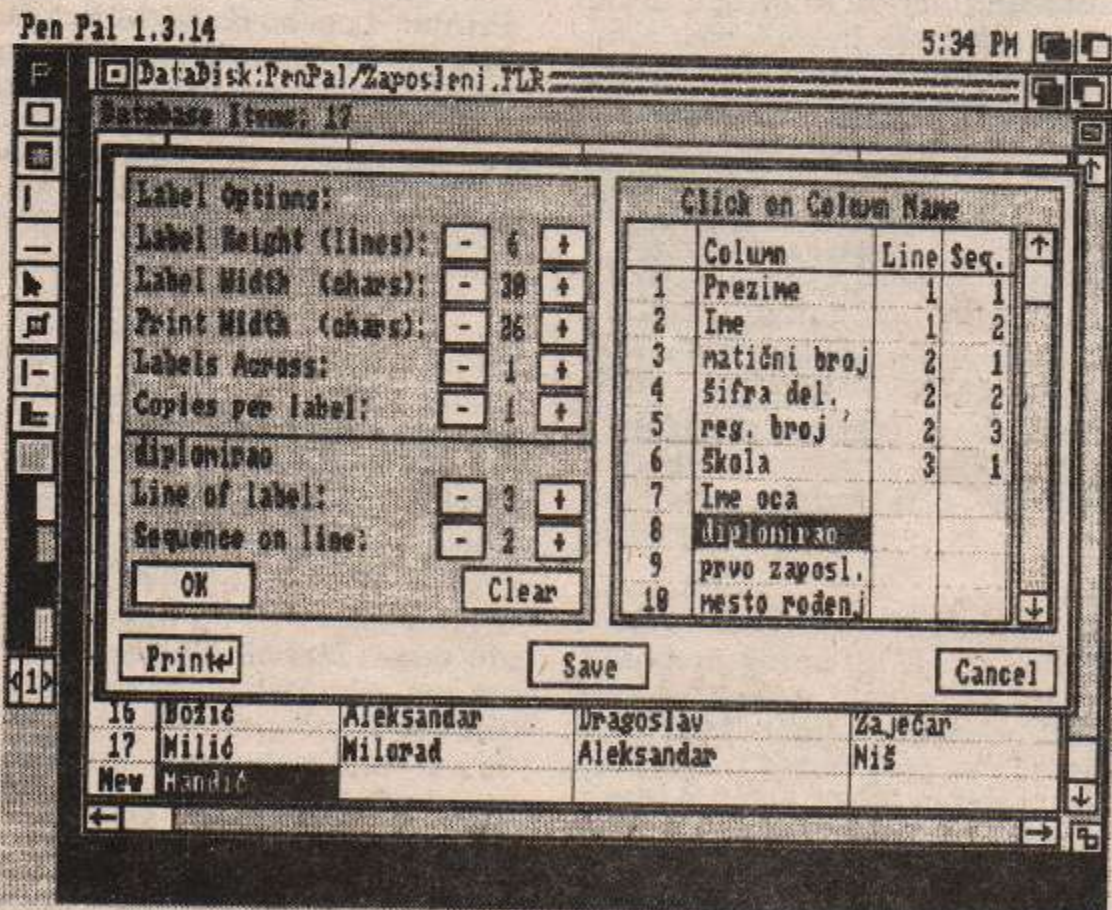 Pen Pal 1.3.14
5:34 PM
DataDisk:PenPal/Zaposleni.FLR
Database Items: 17
Label Options:
Label Height (lines): - 6 +
Label Width (chars): - 30 +
Print Width (chars): - 26 +
Labels Across: - 1 +
Copies per label: - 1 +
diplomirao
Line of label: - 3 +
Sequence on line: - 2 +
OK
Clear
Click on Column Name
Column Line Seq.
1 Prezime 1 1
2 Ime 1 2
3 matični broj 2 1
4 šifra del. 2 2
5 reg. broj 2 3
6 škola 3 1
7 Ime oca
8 diplomirao
9 prvo zaposl.
10 mesto rođenj
Print
Save
Cancel
1
16 Božić Aleksandar Dragoslav Zaječar
17 Milić Milorad Aleksandar Niš
New Mandić